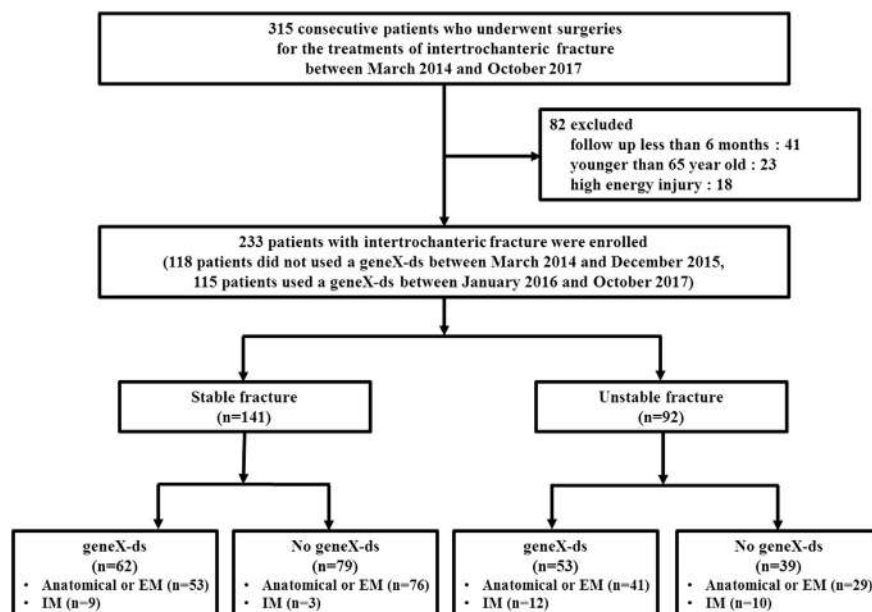 315 consecutive patients who underwent surgeries
for the treatments of intertrochanteric fracture
between March 2014 and October 2017
82 excluded
follow up less than 6 months : 41
younger than 65 year old : 23
high energy injury : 18
233 patients with intertrochanteric fracture were enrolled
(118 patients did not used a geneX-ds between March 2014 and December 2015,
115 patients used a geneX-ds between January 2016 and October 2017)
Stable fracture
(n=141)
Unstable fracture
(n=92)
geneX-ds
(n=62)
• Anatomical or EM (n=53)
• IM (n=9)
No geneX-ds
(n=79)
• Anatomical or EM (n=76)
• IM (n=3)
geneX-ds
(n=53)
• Anatomical or EM (n=41)
• IM (n=12)
No geneX-ds
(n=39)
• Anatomical or EM (n=29)
• IM (n=10)